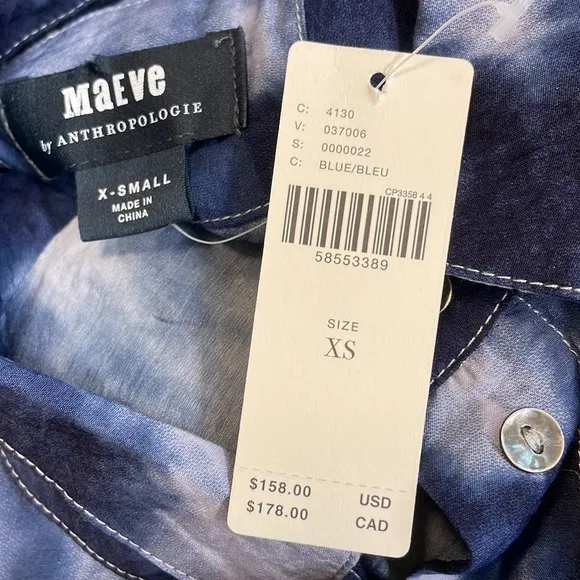 MaEve
by ANTHROPOLOGIE
X-SMALL
MADE IN
CHINA
C: 4130
V: 037006
S: 0000022
C: BLUE/BLEU
CP3358 4 4
58553389
SIZE
XS
$158.00 USD
$178.00 CAD